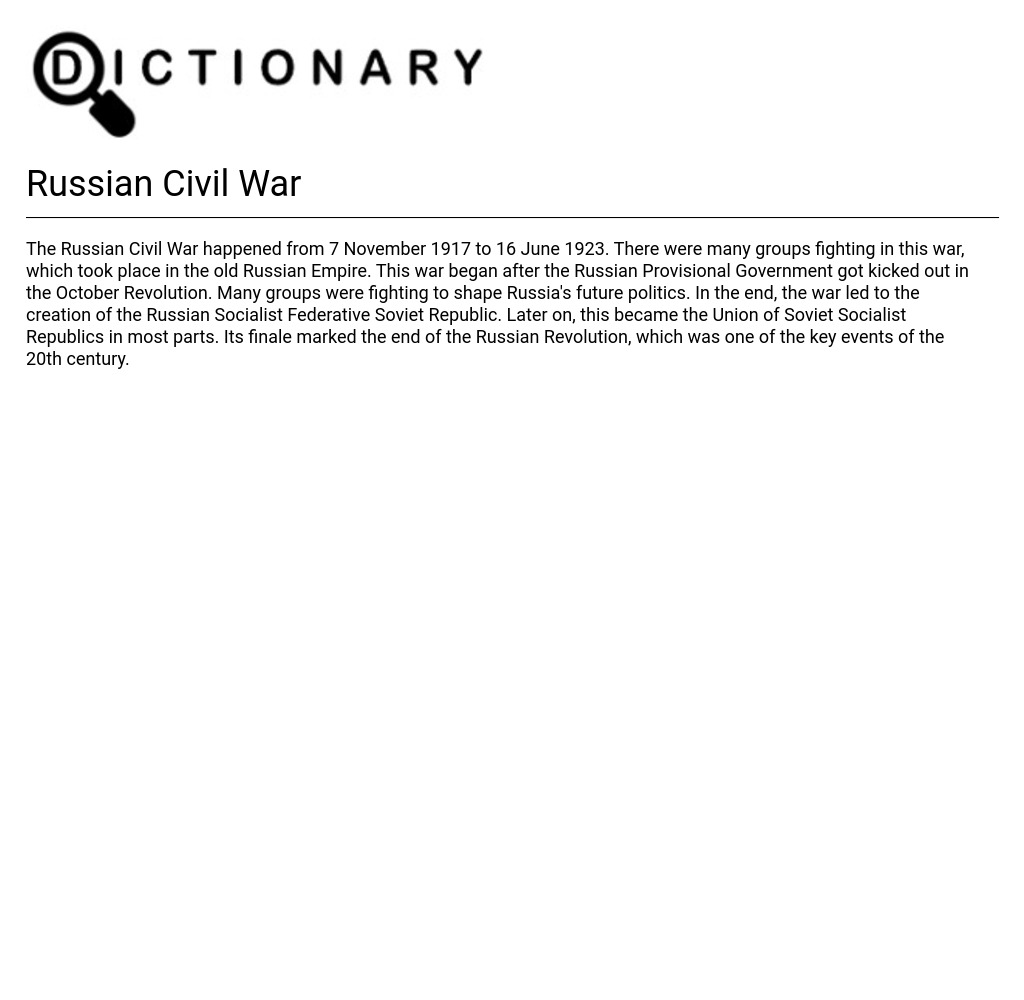 DICTIONARY
Russian Civil War
The Russian Civil War happened from 7 November 1917 to 16 June 1923. There were many groups fighting in this war,
which took place in the old Russian Empire. This war began after the Russian Provisional Government got kicked out in
the October Revolution. Many groups were fighting to shape Russia's future politics. In the end, the war led to the
creation of the Russian Socialist Federative Soviet Republic. Later on, this became the Union of Soviet Socialist
Republics in most parts. Its finale marked the end of the Russian Revolution, which was one of the key events of the
20th century.